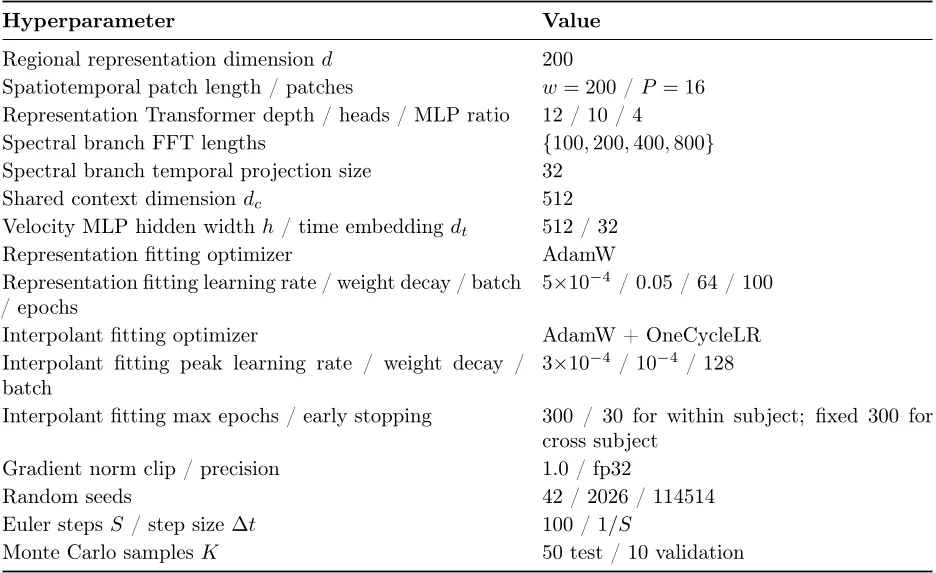 Hyperparameter Value
Regional representation dimension d 200
Spatiotemporal patch length / patches w = 200 / P = 16
Representation Transformer depth / heads / MLP ratio 12 / 10 / 4
Spectral branch FFT lengths {100, 200, 400, 800}
Spectral branch temporal projection size 32
Shared context dimension d_c 512
Velocity MLP hidden width h / time embedding d_t 512 / 32
Representation fitting optimizer AdamW
Representation fitting learning rate / weight decay / batch 5×10⁻⁴ / 0.05 / 64 / 100
/ epochs
Interpolant fitting optimizer AdamW + OneCycleLR
Interpolant fitting peak learning rate / weight decay / 3×10⁻⁴ / 10⁻⁴ / 128
batch
Interpolant fitting max epochs / early stopping 300 / 30 for within subject; fixed 300 for
cross subject
Gradient norm clip / precision 1.0 / fp32
Random seeds 42 / 2026 / 114514
Euler steps S / step size Δt 100 / 1/S
Monte Carlo samples K 50 test / 10 validation